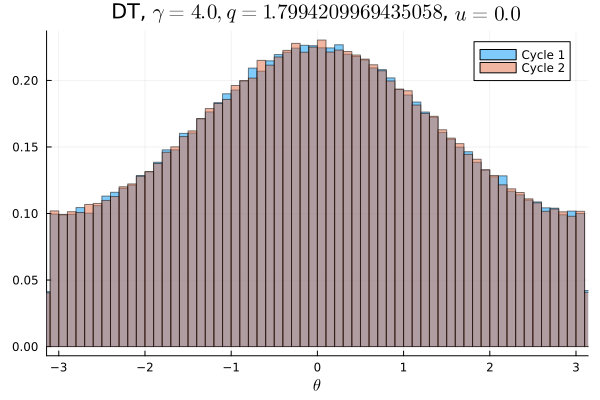 DT, γ = 4.0, q = 1.7994209969435058, u = 0.0
Cycle 1
Cycle 2
0.20
0.15
0.10
0.05
0.00
−3 −2 −1 0 1 2 3
θ